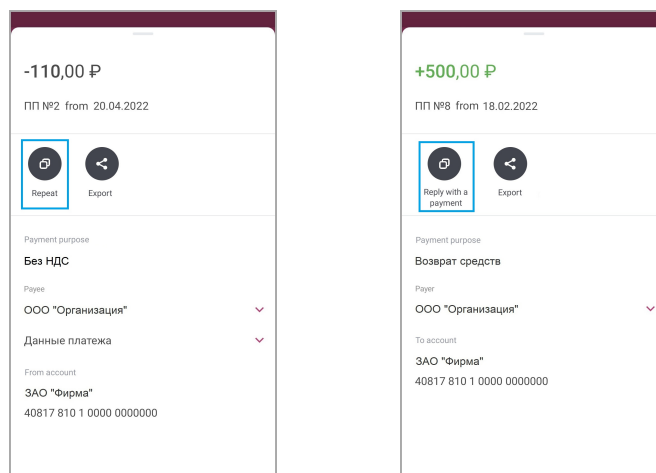 -110,00 ₽
ПП №2 from 20.04.2022
Repeat
Export
Payment purpose
Без НДС
Payee
ООО "Организация"
Данные платежа
From account
ЗАО "Фирма"
40817 810 1 0000 0000000
+500,00 ₽
ПП №8 from 18.02.2022
Reply with a
payment
Export
Payment purpose
Возврат средств
Payer
ООО "Организация"
To account
ЗАО "Фирма"
40817 810 1 0000 0000000